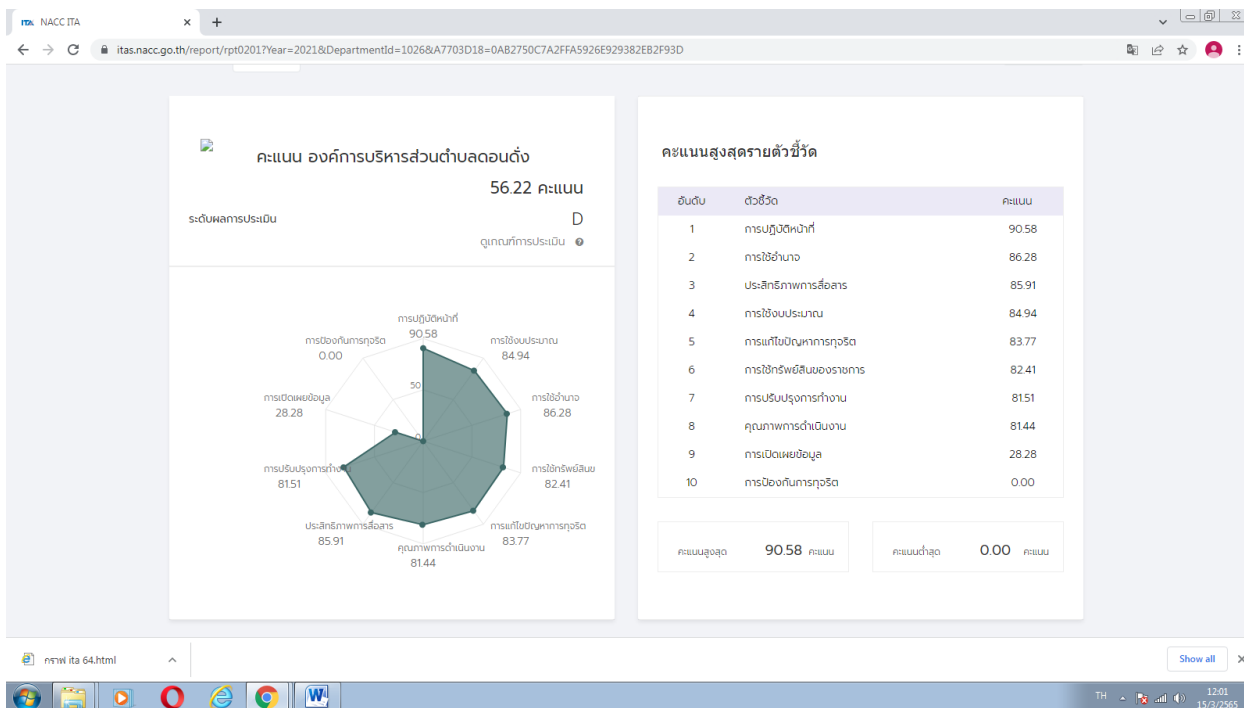 NACC ITA
itas.nacc.go.th/report/rpt0201?Year=2021&DepartmentId=1026&A7703D18=0AB2750C7A2FFA5926E929382EB2F93D
คะแนน องค์การบริหารส่วนตำบลดอนดั่ง
56.22 คะแนน
ระดับผลการประเมิน D
ดูเกณฑ์การประเมิน
การปฏิบัติหน้าที่
90.58
การใช้งบประมาณ
84.94
การใช้อำนาจ
86.28
การใช้ทรัพย์สินข
82.41
การแก้ไขปัญหาการทุจริต
83.77
คุณภาพการดำเนินงาน
81.44
ประสิทธิภาพการสื่อสาร
85.91
การปรับปรุงการทำงาน
81.51
การเปิดเผยข้อมูล
28.28
การป้องกันการทุจริต
0.00
50
0
คะแนนสูงสุดรายตัวชี้วัด
อันดับ ตัวชี้วัด คะแนน
1 การปฏิบัติหน้าที่ 90.58
2 การใช้อำนาจ 86.28
3 ประสิทธิภาพการสื่อสาร 85.91
4 การใช้งบประมาณ 84.94
5 การแก้ไขปัญหาการทุจริต 83.77
6 การใช้ทรัพย์สินของราชการ 82.41
7 การปรับปรุงการทำงาน 81.51
8 คุณภาพการดำเนินงาน 81.44
9 การเปิดเผยข้อมูล 28.28
10 การป้องกันการทุจริต 0.00
คะแนนสูงสุด 90.58 คะแนน
คะแนนต่ำสุด 0.00 คะแนน
กราฟ ita 64.html
Show all
TH
12:01
15/3/2565